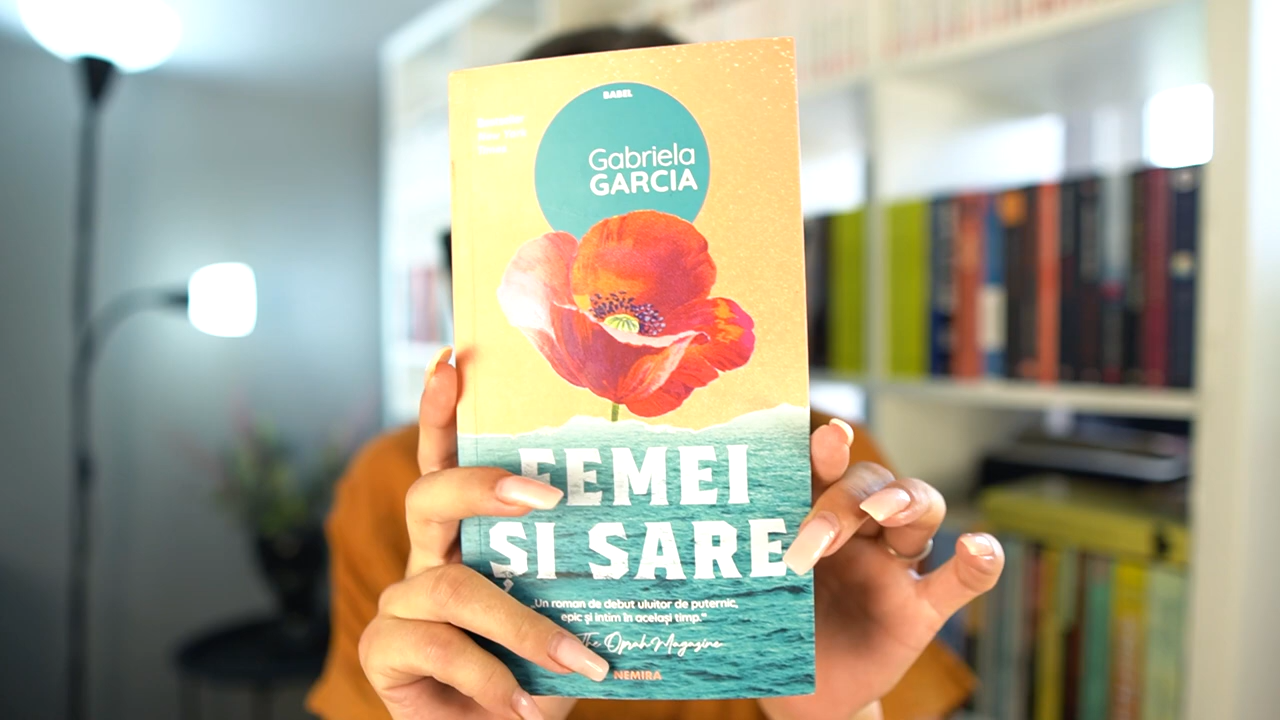 BABEL
Gabriela
GARCIA
FEMEI
ȘI SARE
„Un roman de debut uluitor de puternic,
epic și intim în același timp.”
The Oprah Magazine
NEMIRA